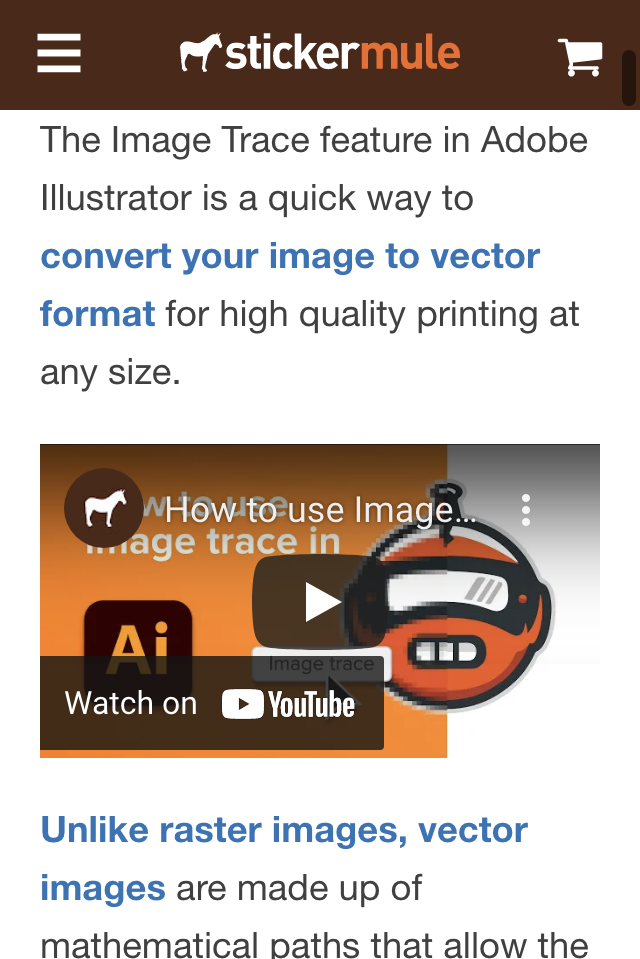 stickermule
The Image Trace feature in Adobe
Illustrator is a quick way to
convert your image to vector
format for high quality printing at
any size.
How to use Image...
w to use
image trace in
Ai
Image trace
Watch on YouTube
Unlike raster images, vector
images are made up of
mathematical paths that allow the